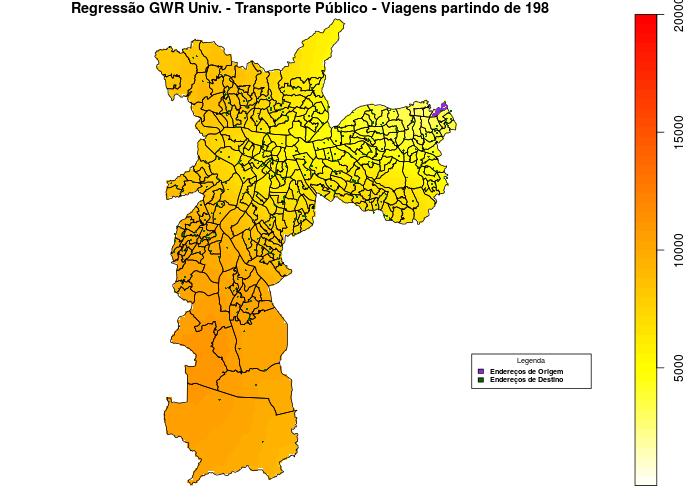 Regressão GWR Univ. - Transporte Público - Viagens partindo de 198
20000
15000
10000
5000
Legenda
Endereços de Origem
Endereços de Destino